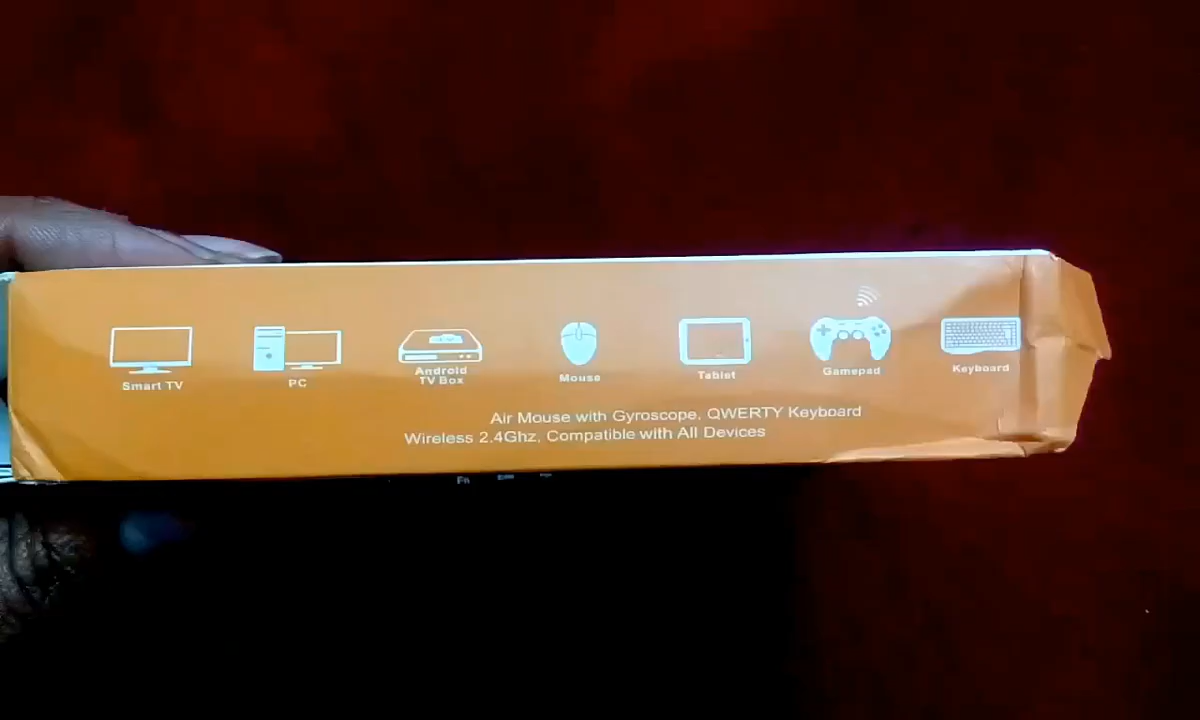 Smart TV
PC
Android
TV Box
Mouse
Tablet
Gamepad
Keyboard
Air Mouse with Gyroscope, QWERTY Keyboard
Wireless 2.4Ghz, Compatible with All Devices
Fn